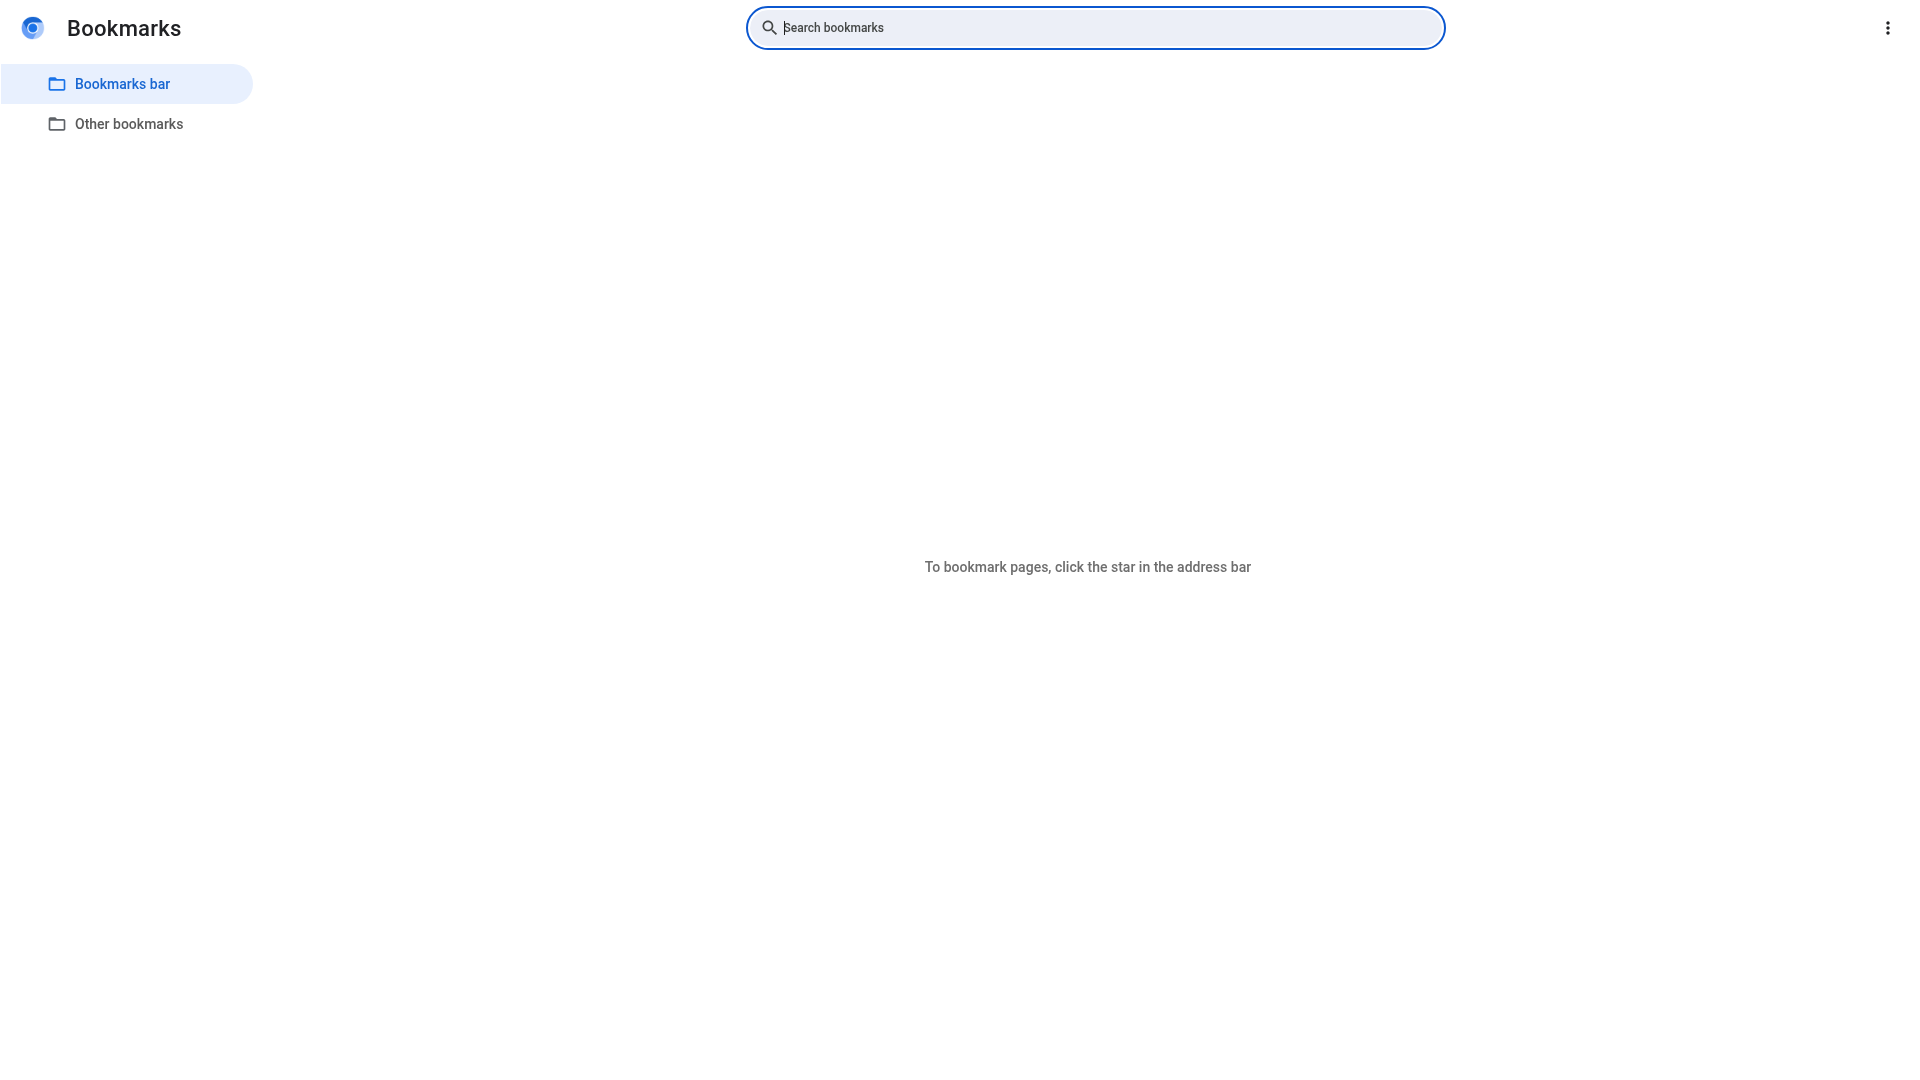 Bookmarks
Search bookmarks
Bookmarks bar
Other bookmarks
To bookmark pages, click the star in the address bar